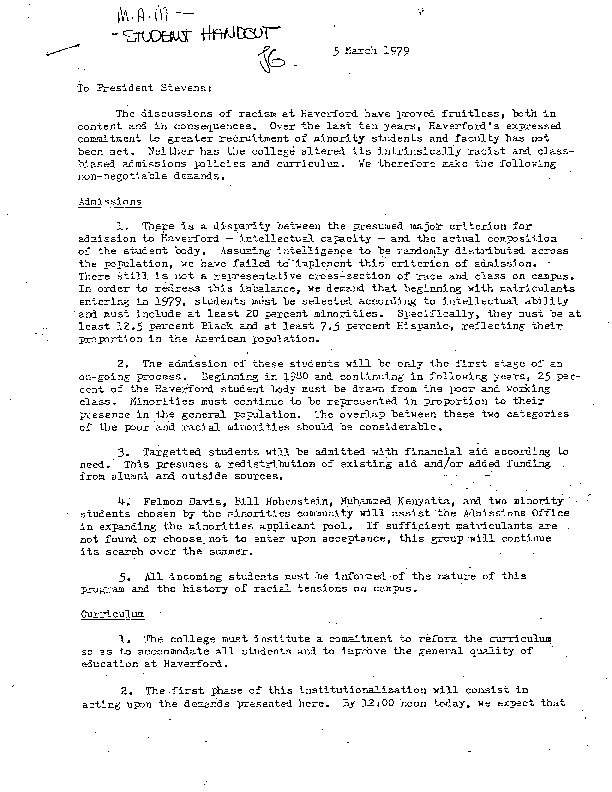 M.A.M —
- STUDENT HANDOUT
86
5 March 1979
To President Stevens:
The discussions of racism at Haverford have proved fruitless, both in
content and in consequences. Over the last ten years, Haverford's expressed
commitment to greater recruitment of minority students and faculty has not
been met. Neither has the college altered its intrinsically racist and class-
biased admissions policies and curriculum. We therefore make the following
non-negotiable demands.
Admissions
1. There is a disparity between the presumed major criterion for
admission to Haverford — intellectual capacity — and the actual composition
of the student body. Assuming intelligence to be randomly distributed across
the population, we have failed to implement this criterion of admission.
There still is not a representative cross-section of race and class on campus.
In order to redress this imbalance, we demand that beginning with matriculants
entering in 1979, students must be selected according to intellectual ability
and must include at least 20 percent minorities. Specifically, they must be at
least 12.5 percent Black and at least 7.5 percent Hispanic, reflecting their
proportion in the American population.
2. The admission of these students will be only the first stage of an
on-going process. Beginning in 1980 and continuing in following years, 25 per-
cent of the Haverford student body must be drawn from the poor and working
class. Minorities must continue to be represented in proportion to their
presence in the general population. The overlap between these two categories
of the poor and racial minorities should be considerable.
3. Targetted students will be admitted with financial aid according to
need. This presumes a redistribution of existing aid and/or added funding
from alumni and outside sources.
4. Felmon Davis, Bill Hohenstein, Muhamzed Kenyatta, and two minority
students chosen by the minorities community will assist the Admissions Office
in expanding the minorities applicant pool. If sufficient matriculants are
not found or choose not to enter upon acceptance, this group will continue
its search over the summer.
5. All incoming students must be informed of the nature of this
program and the history of racial tensions on campus.
Curriculum
1. The college must institute a commitment to reform the curriculum
so as to accommodate all students and to improve the general quality of
education at Haverford.
2. The first phase of this institutionalization will consist in
acting upon the demands presented here. By 12:00 noon today, we expect that